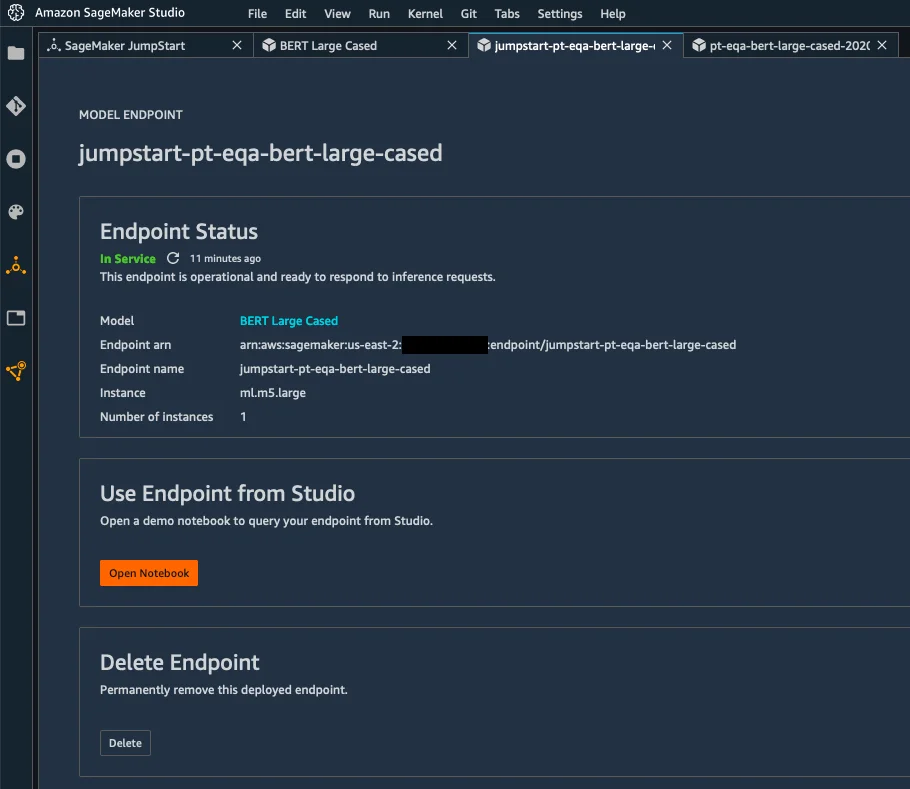 Amazon SageMaker Studio File Edit View Run Kernel Git Tabs Settings Help
SageMaker JumpStart BERT Large Cased jumpstart-pt-eqa-bert-large- pt-eqa-bert-large-cased-202
MODEL ENDPOINT
jumpstart-pt-eqa-bert-large-cased
Endpoint Status
In Service 11 minutes ago
This endpoint is operational and ready to respond to inference requests.
Model BERT Large Cased
Endpoint arn arn:aws:sagemaker:us-east-2: :endpoint/jumpstart-pt-eqa-bert-large-cased
Endpoint name jumpstart-pt-eqa-bert-large-cased
Instance ml.m5.large
Number of instances 1
Use Endpoint from Studio
Open a demo notebook to query your endpoint from Studio.
Open Notebook
Delete Endpoint
Permanently remove this deployed endpoint.
Delete